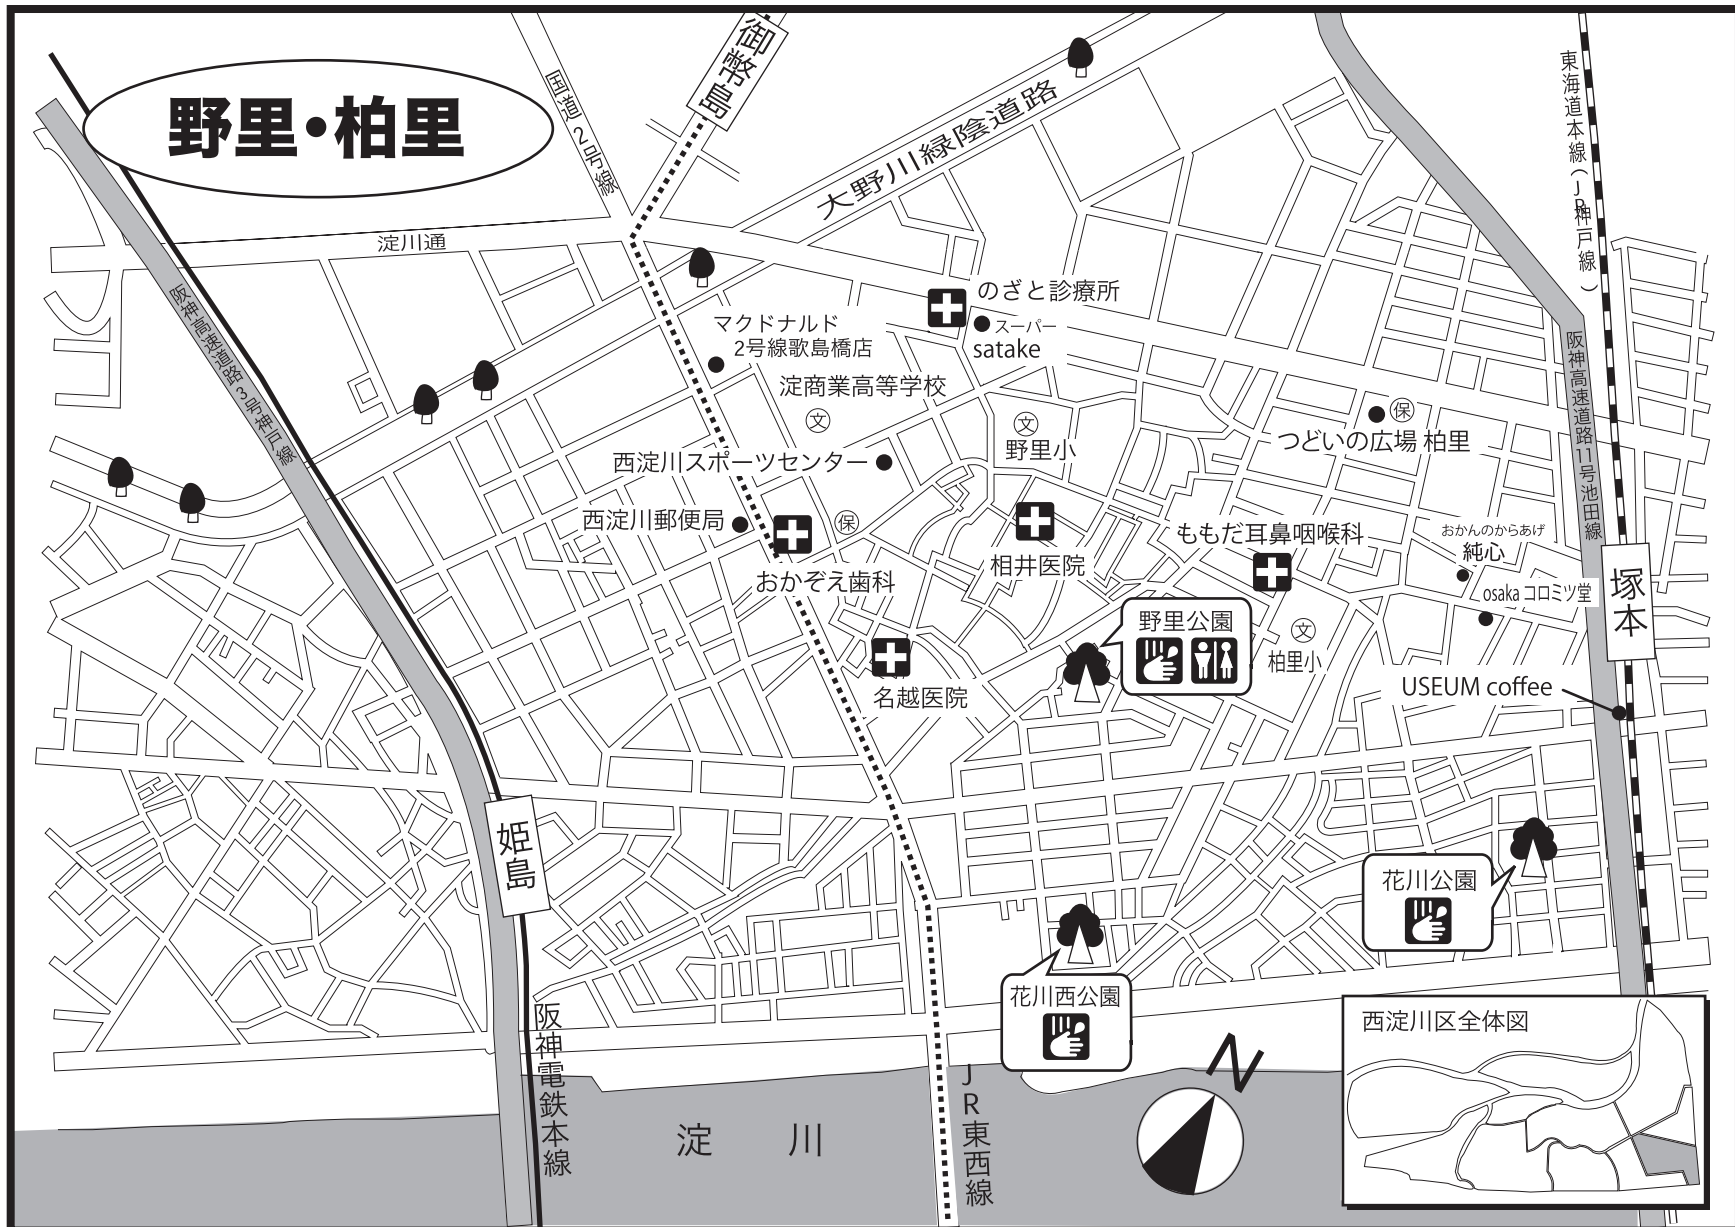 野里・柏里
国道2号線
御幣島
大野川緑陰道路
東海道本線(JR神戸線)
淀川通
阪神高速道路3号神戸線
のざと診療所
スーパー
satake
マクドナルド
2号線歌島橋店
淀商業高等学校
文
文
野里小
保
つどいの広場 柏里
阪神高速道路11号池田線
西淀川スポーツセンター
西淀川郵便局
保
おかぞえ歯科
相井医院
ももだ耳鼻咽喉科
おかんのからあげ
純心
osaka コロミツ堂
塚本
野里公園
文
柏里小
名越医院
USEUM coffee
姫島
花川公園
花川西公園
阪神電鉄本線
JR東西線
淀川
N
西淀川区全体図